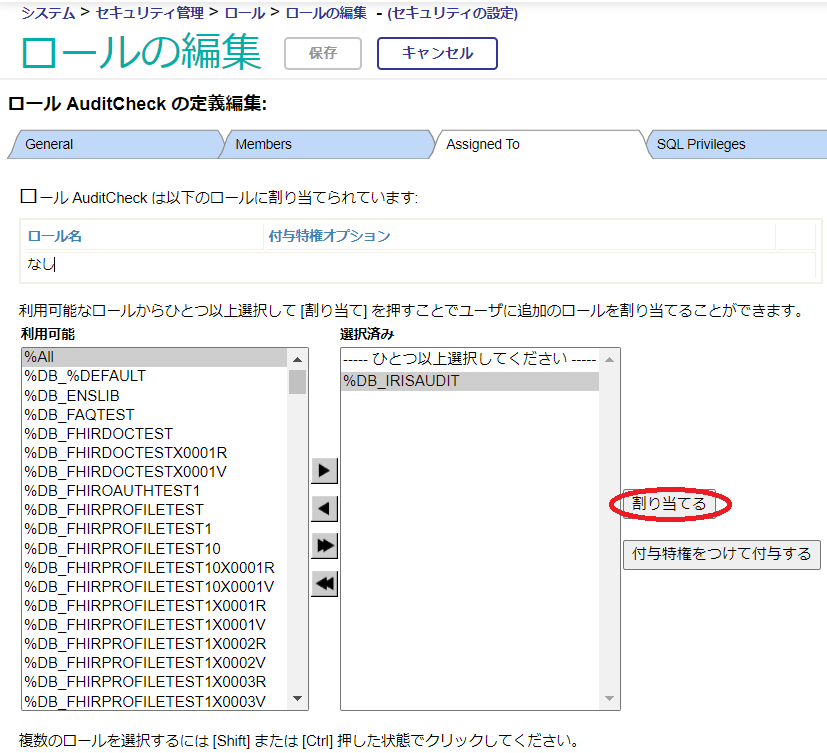 システム > セキュリティ管理 > ロール > ロールの編集 - (セキュリティの設定)
ロールの編集 保存 キャンセル
ロール AuditCheck の定義編集:
General Members Assigned To SQL Privileges
ロール AuditCheck は以下のロールに割り当てられています:
ロール名 付与特権オプション
なし
利用可能なロールからひとつ以上選択して [割り当て] を押すことでユーザに追加のロールを割り当てることができます。
利用可能 選択済み
%All ----- ひとつ以上選択してください -----
%DB_%DEFAULT %DB_IRISAUDIT
%DB_ENSLIB
%DB_FAQTEST
%DB_FHIRDOCTEST
%DB_FHIRDOCTESTX0001R
%DB_FHIRDOCTESTX0001V
%DB_FHIROAUTHTEST1
%DB_FHIRPROFILETEST 割り当てる
%DB_FHIRPROFILETEST1
%DB_FHIRPROFILETEST10 付与特権をつけて付与する
%DB_FHIRPROFILETEST10X0001R
%DB_FHIRPROFILETEST10X0001V
%DB_FHIRPROFILETEST1X0001R
%DB_FHIRPROFILETEST1X0001V
%DB_FHIRPROFILETEST1X0002R
%DB_FHIRPROFILETEST1X0002V
%DB_FHIRPROFILETEST1X0003R
%DB_FHIRPROFILETEST1X0003V
複数のロールを選択するには [Shift] または [Ctrl] 押した状態でクリックしてください。